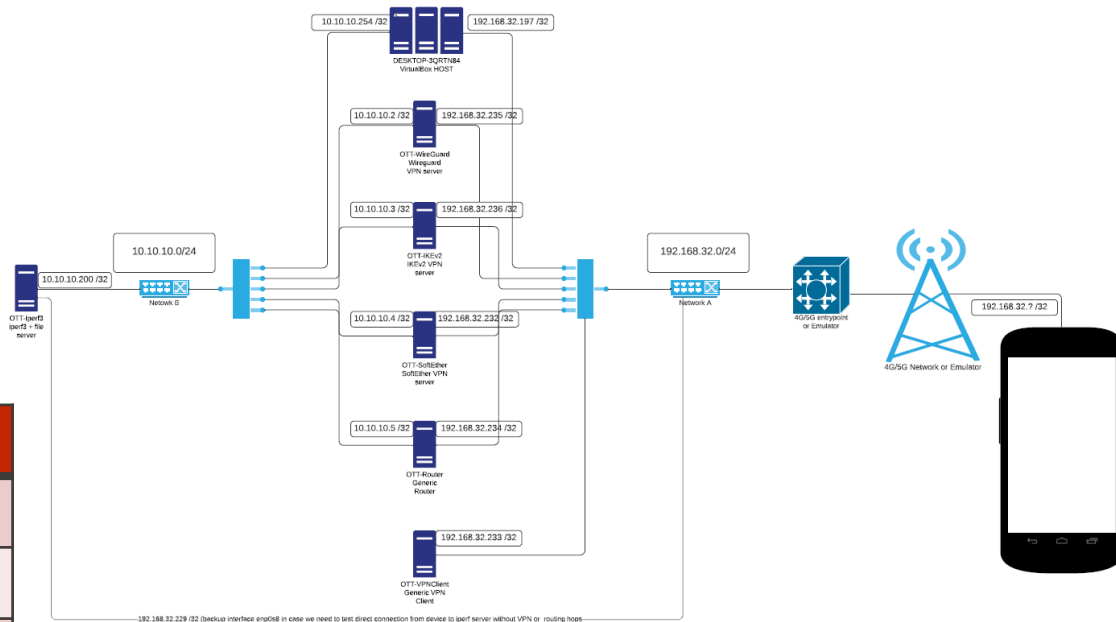 10.10.10.254 /32
192.168.32.197 /32
DESKTOP-3QRTN84
VirtualBox HOST
10.10.10.2 /32
192.168.32.235 /32
OTT-WireGuard
Wireguard
VPN server
10.10.10.3 /32
192.168.32.236 /32
OTT-IKEv2
IKEv2 VPN
server
10.10.10.0/24
192.168.32.0/24
10.10.10.200 /32
Netowk B
Network A
OTT-Iperf3
iperf3 + file
server
4G/5G entrypoint
or Emulator
192.168.32.? /32
4G/5G Network or Emulator
10.10.10.4 /32
192.168.32.232 /32
OTT-SoftEther
SoftEther VPN
server
10.10.10.5 /32
192.168.32.234 /32
OTT-Router
Generic
Router
192.168.32.233 /32
OTT-VPNClient
Generic VPN
Client
192.168.32.229 /32 (backup interface enp0s8 in case we need to test direct connection from device to iperf server without VPN or routing hops